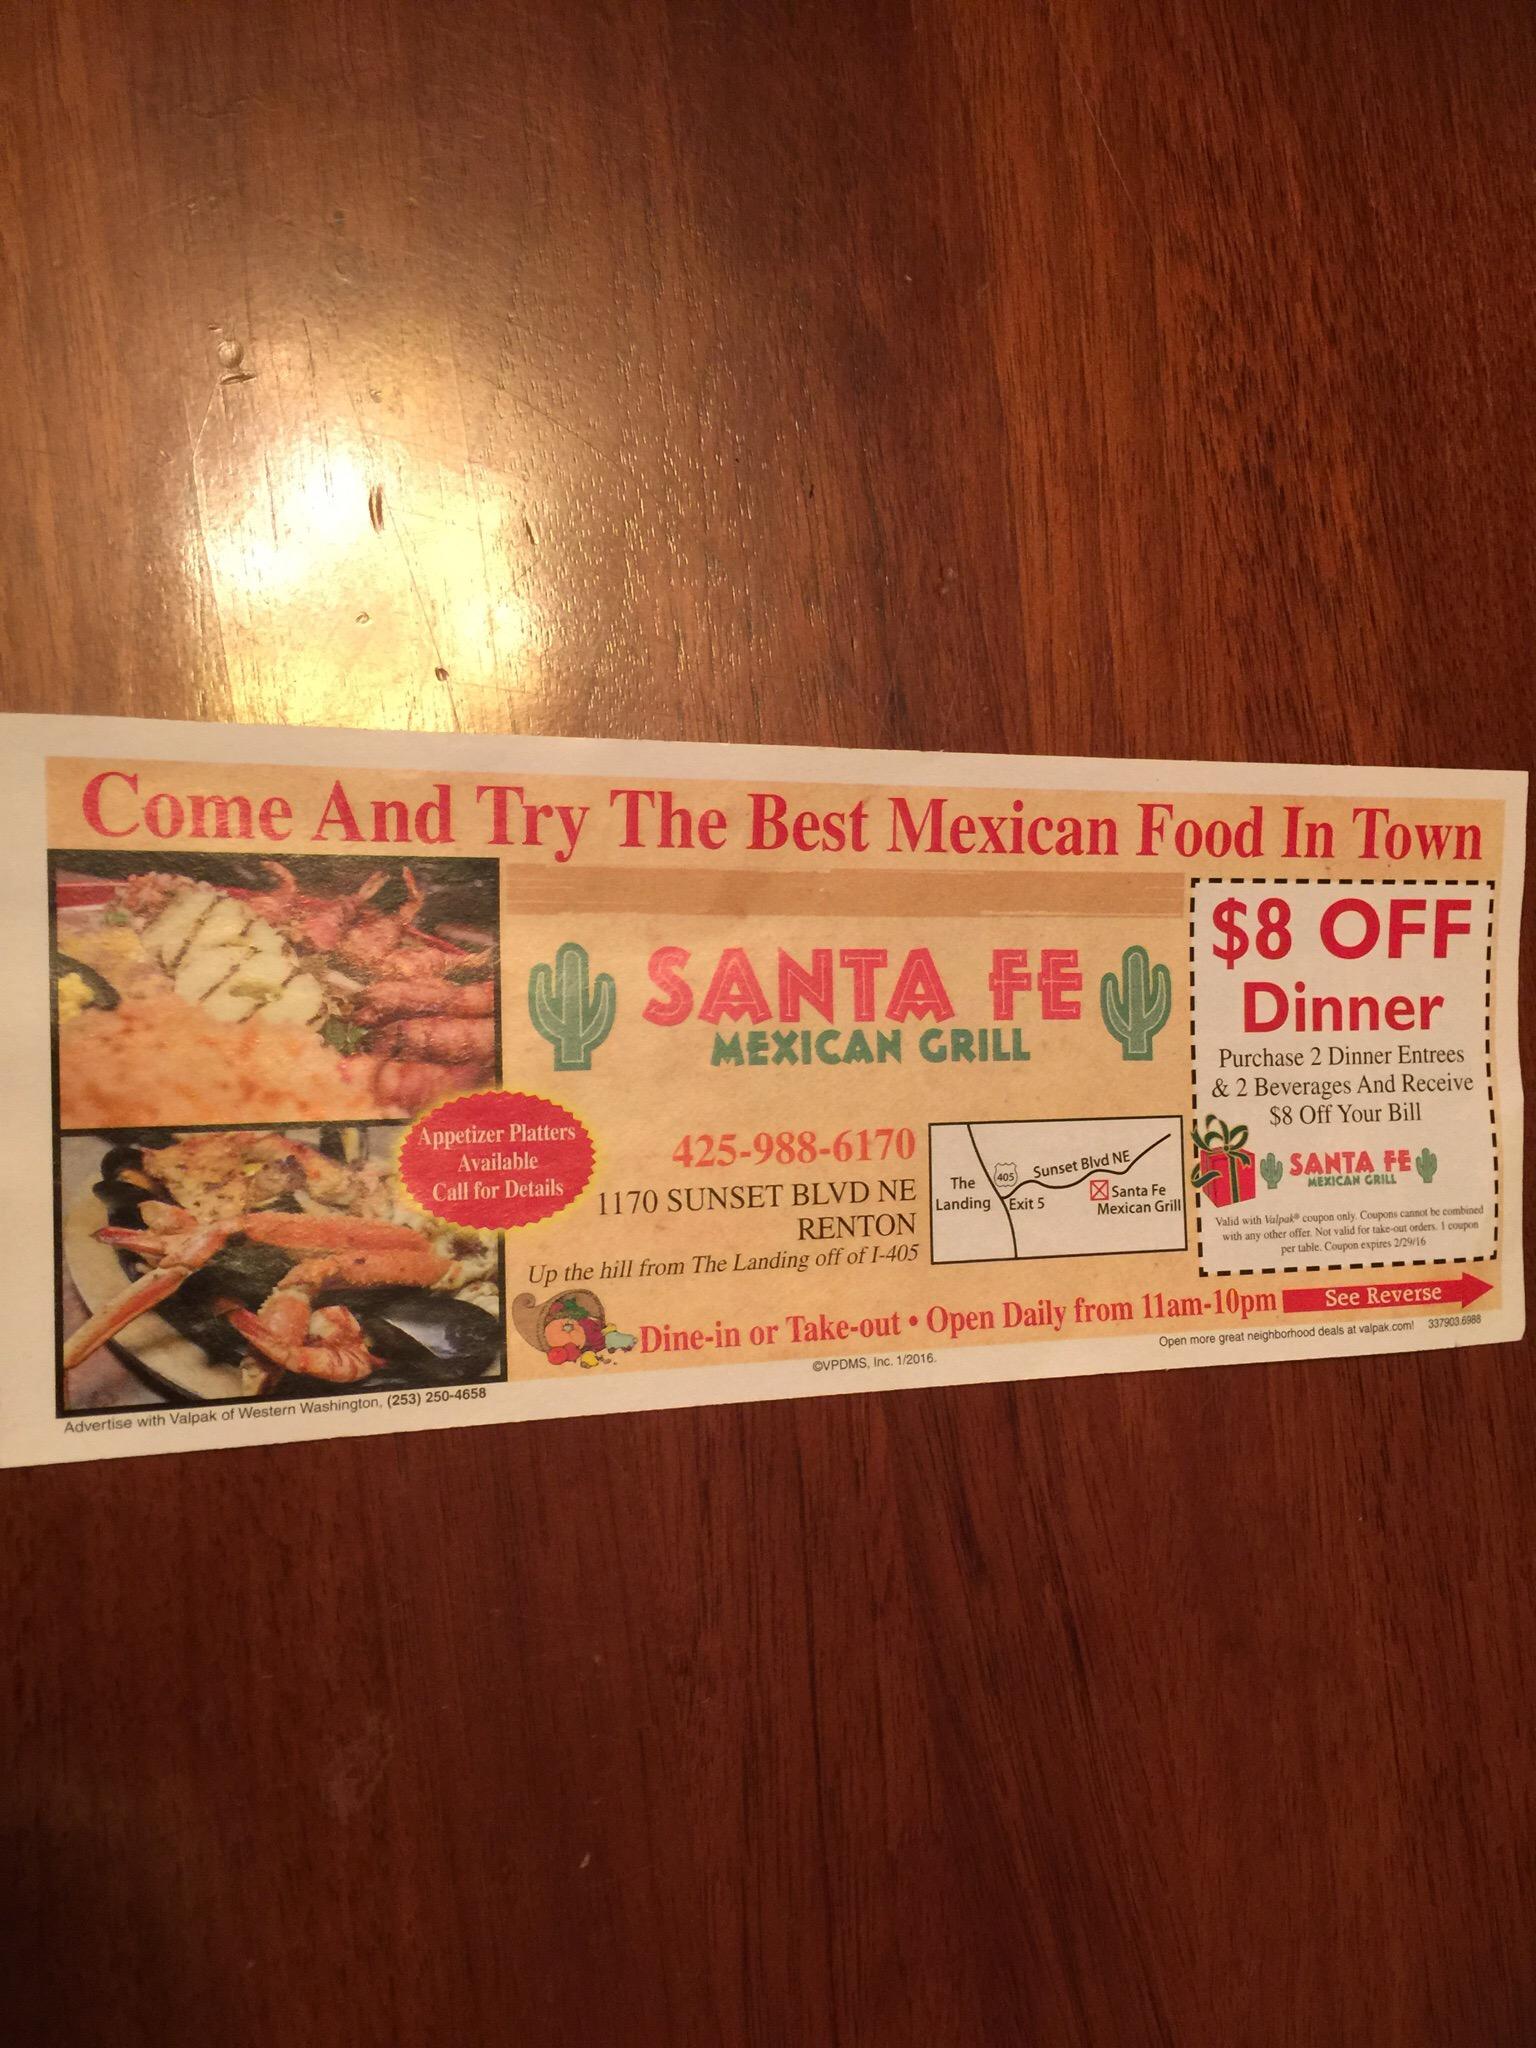 Come And Try The Best Mexican Food In Town
SANTA FE
MEXICAN GRILL
Appetizer Platters
Available
Call for Details
425-988-6170
1170 SUNSET BLVD NE
RENTON
Up the hill from The Landing off of I-405
The
Landing
405
Exit 5
Sunset Blvd NE
Santa Fe
Mexican Grill
Dine-in or Take-out • Open Daily from 11am-10pm
$8 OFF
Dinner
Purchase 2 Dinner Entrees
& 2 Beverages And Receive
$8 Off Your Bill
SANTA FE
MEXICAN GRILL
Valid with Valpak® coupon only. Coupons cannot be combined
with any other offer. Not valid for take-out orders. 1 coupon
per table. Coupon expires 2/29/16
See Reverse
Advertise with Valpak of Western Washington, (253) 250-4658
©VPDMS, Inc. 1/2016.
Open more great neighborhood deals at valpak.com! 337903.6988